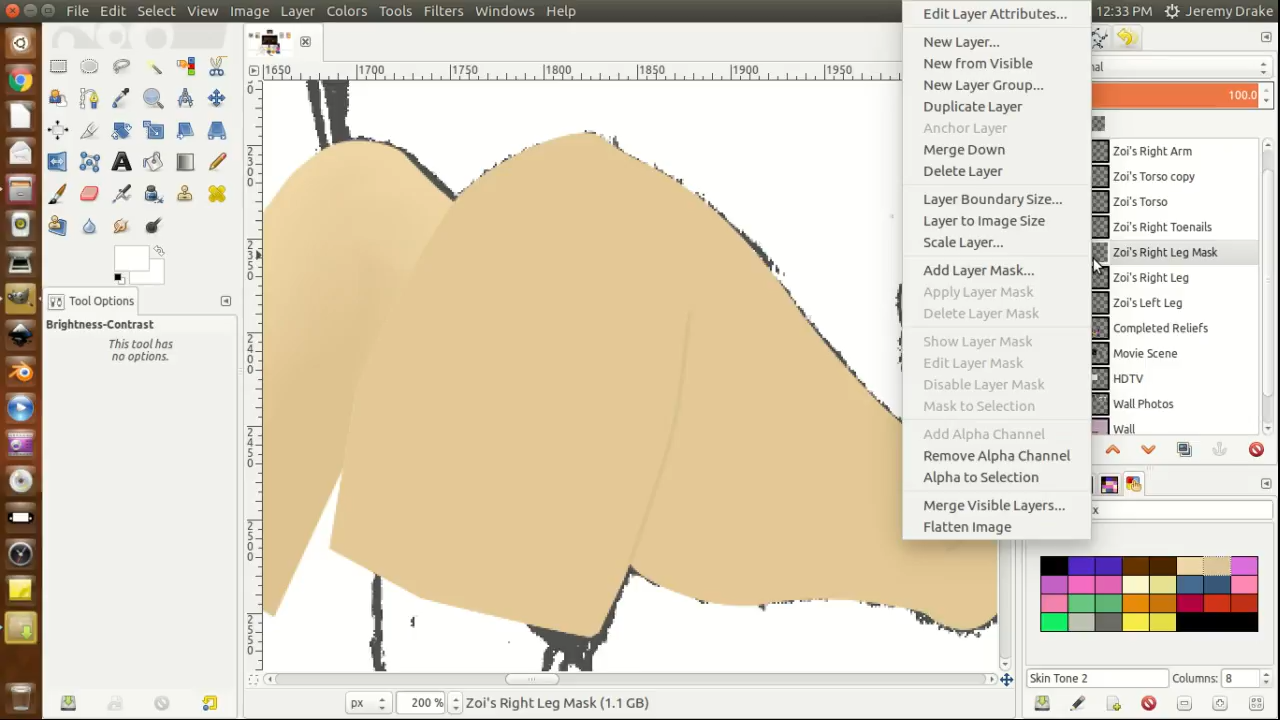 File Edit Select View Image Layer Colors Tools Filters Windows Help
12:33 PM Jeremy Drake
1650 1700 1750 1800 1850 1900 1950
Tool Options
Brightness-Contrast
This tool has
no options.
Edit Layer Attributes...
New Layer...
New from Visible
New Layer Group...
Duplicate Layer
Anchor Layer
Merge Down
Delete Layer
Layer Boundary Size...
Layer to Image Size
Scale Layer...
Add Layer Mask...
Apply Layer Mask
Delete Layer Mask
Show Layer Mask
Edit Layer Mask
Disable Layer Mask
Mask to Selection
Add Alpha Channel
Remove Alpha Channel
Alpha to Selection
Merge Visible Layers...
Flatten Image
100.0
Zoi's Right Arm
Zoi's Torso copy
Zoi's Torso
Zoi's Right Toenails
Zoi's Right Leg Mask
Zoi's Right Leg
Zoi's Left Leg
Completed Reliefs
Movie Scene
HDTV
Wall Photos
Wall
Skin Tone 2 Columns: 8
px 200 % Zoi's Right Leg Mask (1.1 GB)